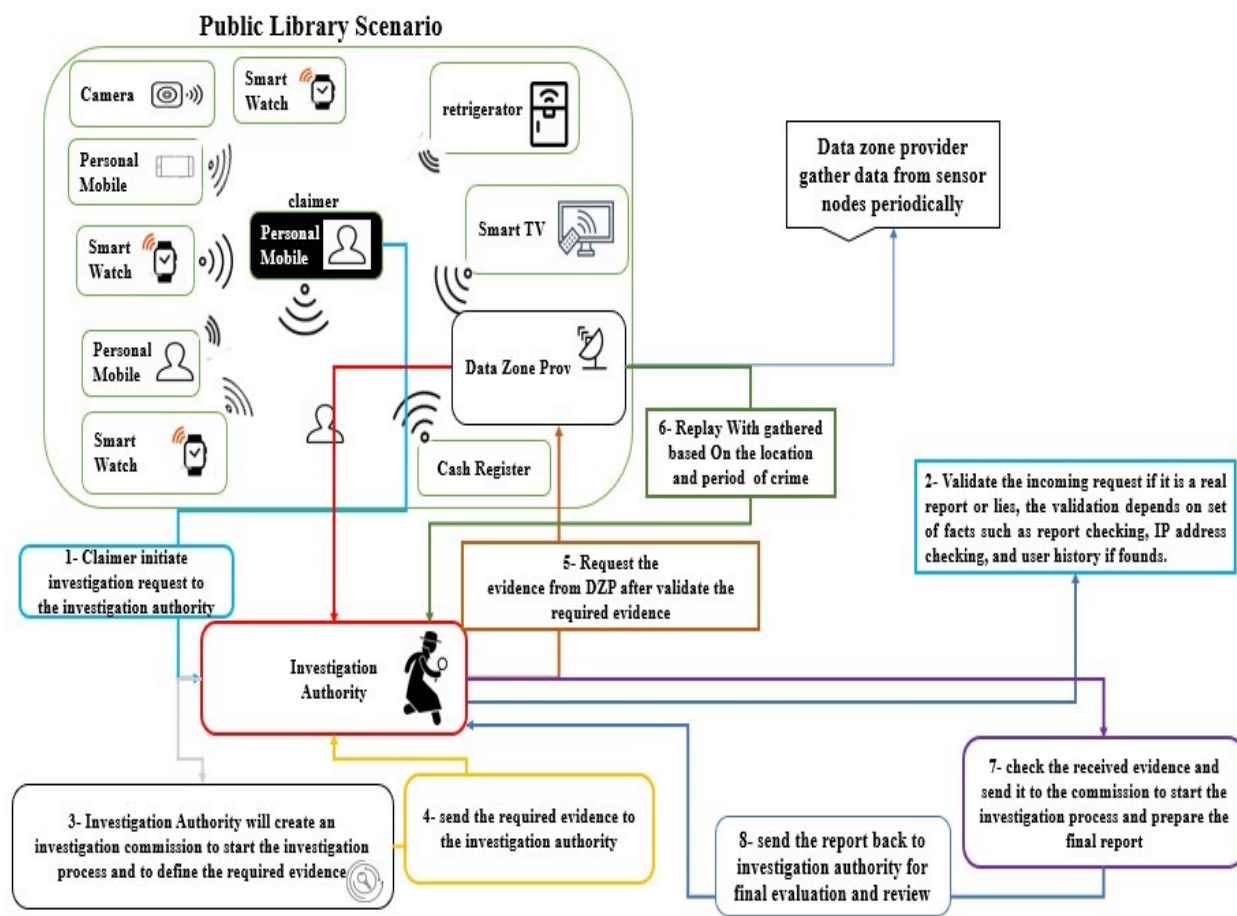 Public Library Scenario
Camera
Smart
Watch
retrigerator
Personal
Mobile
claimer
Personal
Mobile
Smart TV
Smart
Watch
Data zone provider
gather data from sensor
nodes periodically
Personal
Mobile
Data Zone Prov
Smart
Watch
Cash Register
6- Replay With gathered
based On the location
and period of crime
2- Validate the incoming request if it is a real
report or lies, the validation depends on set
of facts such as report checking, IP address
checking, and user history if founds.
1- Claimer initiate
investigation request to
the investigation authority
5- Request the
evidence from DZP after validate the
required evidence
Investigation
Authority
3- Investigation Authority will create an
investigation commission to start the investigation
process and to define the required evidence
4- send the required evidence to
the investigation authority
7- check the received evidence and
send it to the commission to start the
investigation process and prepare the
final report
8- send the report back to
investigation authority for
final evaluation and review